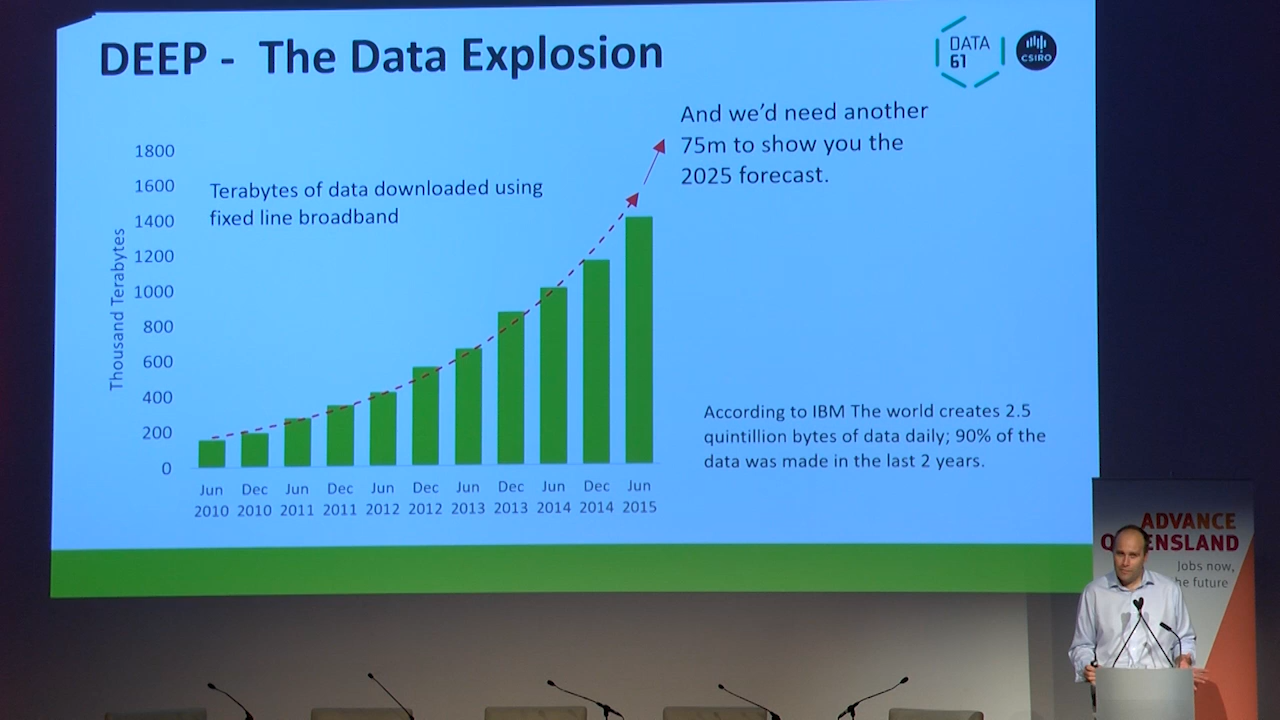 DEEP - The Data Explosion
DATA
61
CSIRO
And we'd need another
75m to show you the
2025 forecast.
Terabytes of data downloaded using
fixed line broadband
Thousand Terabytes
1800
1600
1400
1200
1000
800
600
400
200
0
Jun Dec Jun Dec Jun Dec Jun Dec Jun Dec Jun
2010 2010 2011 2011 2012 2012 2013 2013 2014 2014 2015
According to IBM The world creates 2.5
quintillion bytes of data daily; 90% of the
data was made in the last 2 years.
ADVANCE
Jobs now,
future